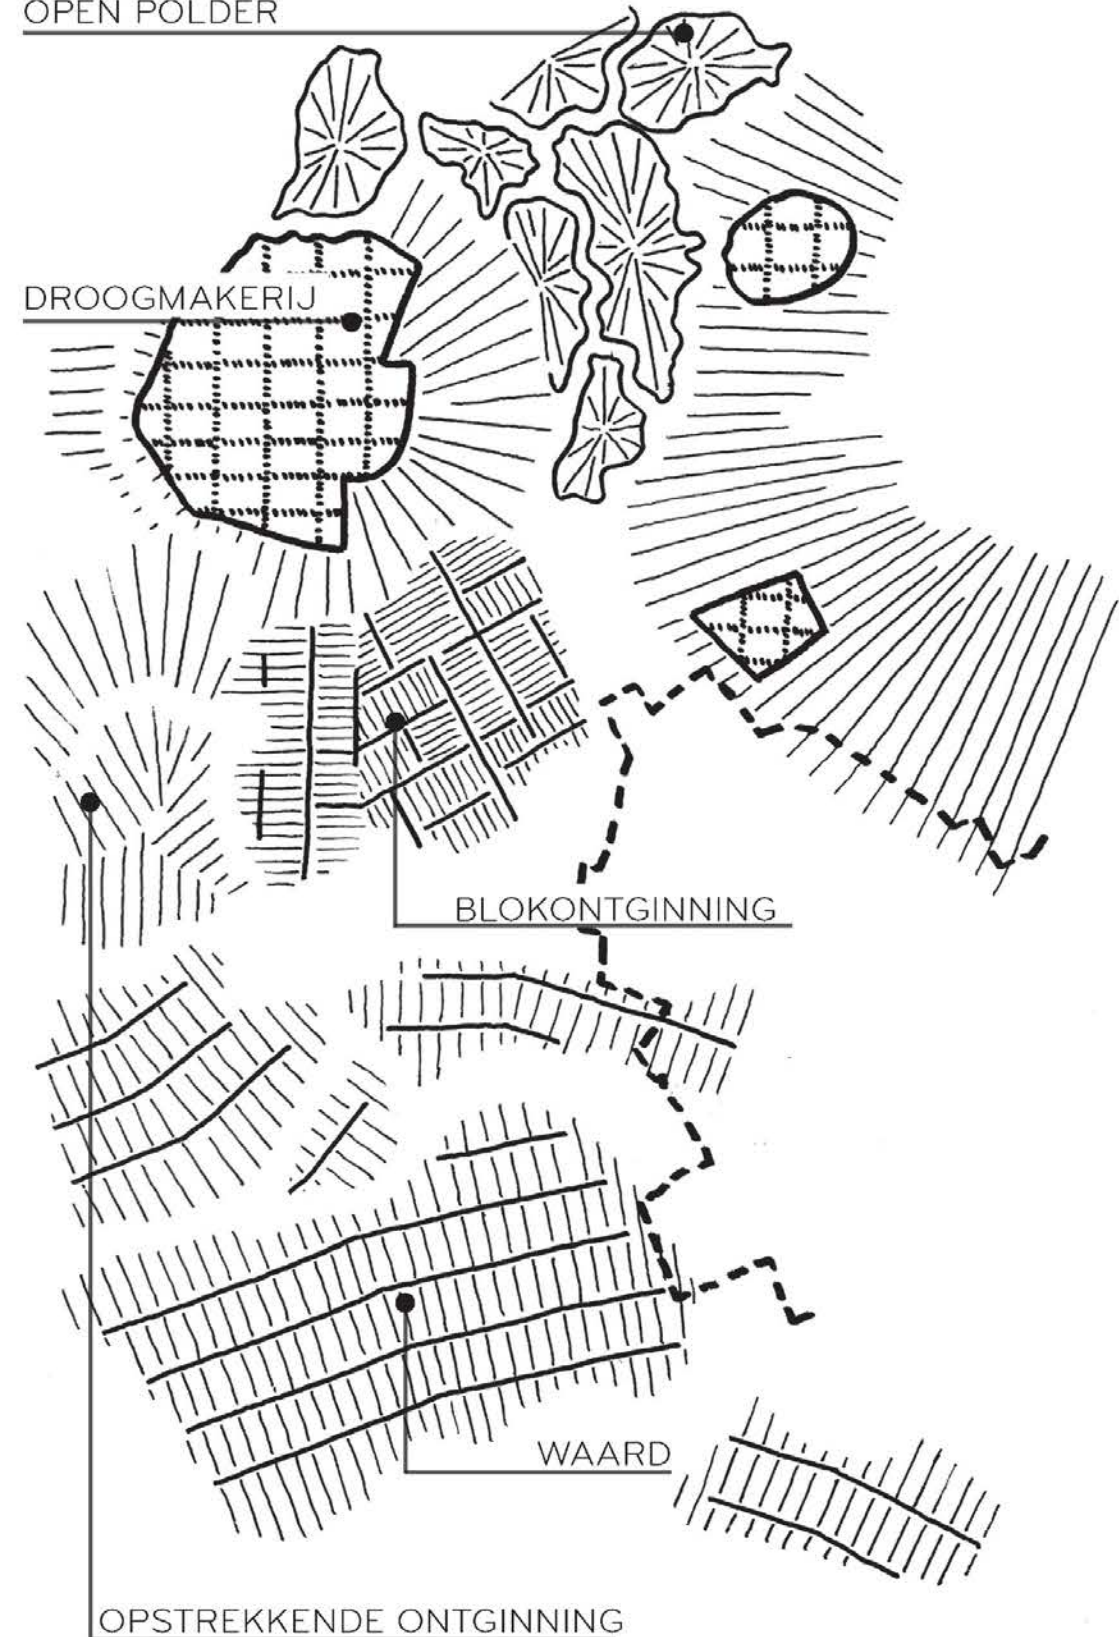 OPEN POLDER
DROOGMAKERIJ
BLOKONTGINNING
WAARD
OPSTREKKENDE ONTGINNING